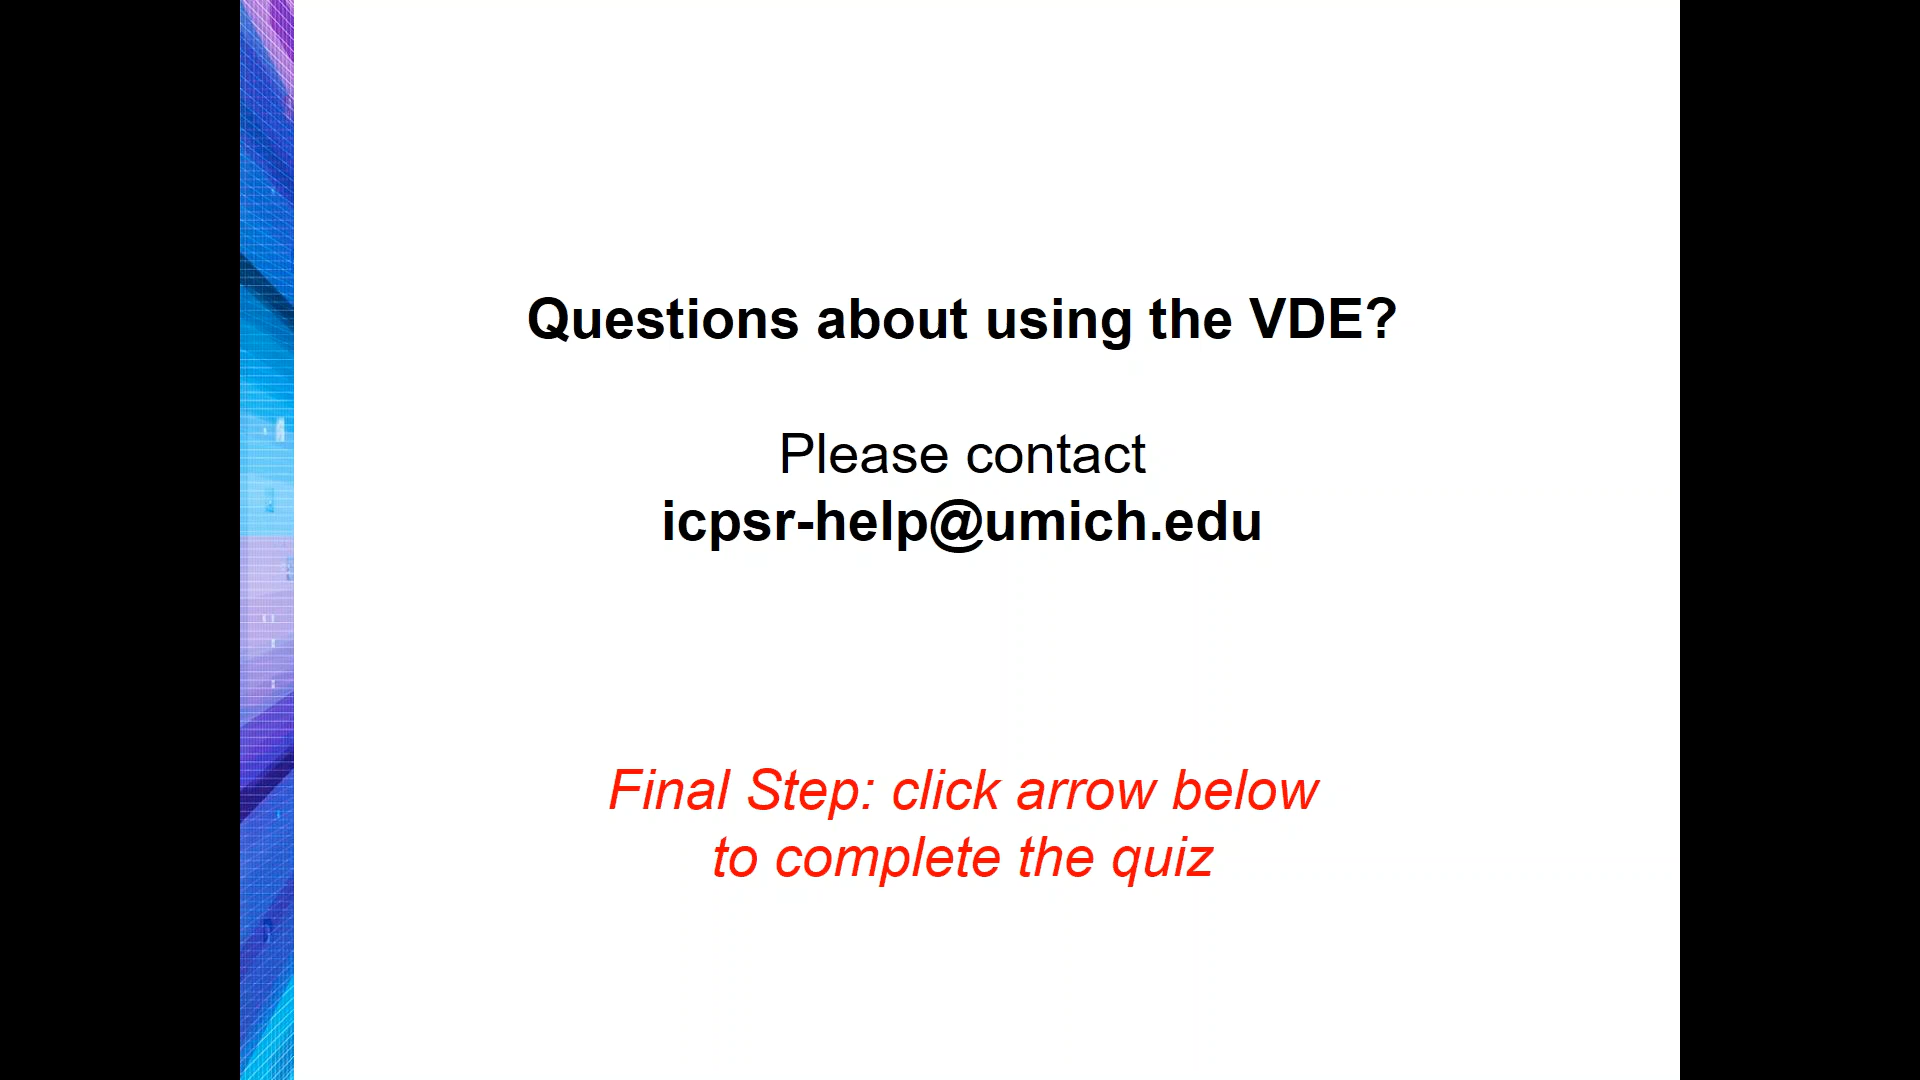 Questions about using the VDE?
Please contact
icpsr-help@umich.edu
Final Step: click arrow below
to complete the quiz